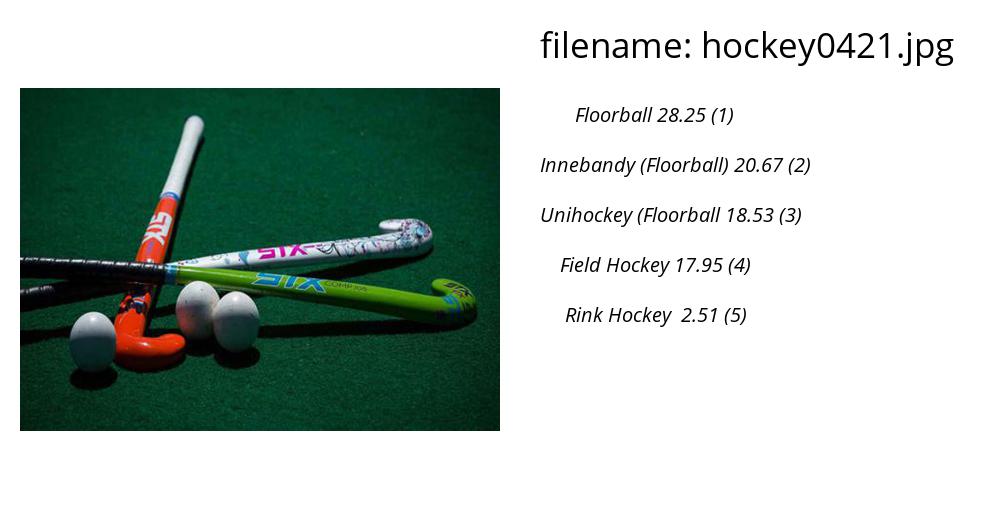 filename: hockey0421.jpg
Floorball 28.25 (1)
Innebandy (Floorball) 20.67 (2)
Unihockey (Floorball 18.53 (3)
Field Hockey 17.95 (4)
Rink Hockey 2.51 (5)
STX
STX
STX COMP 705